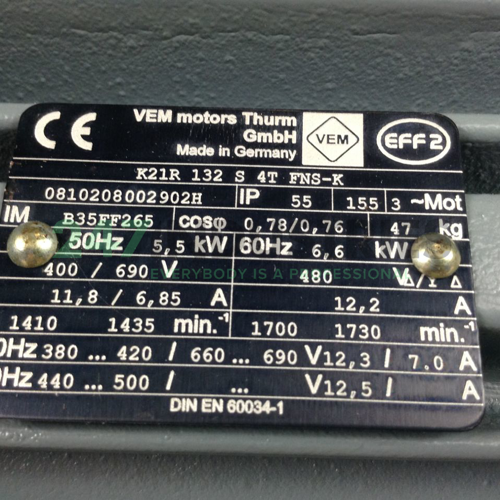 CE VEM motors Thurm
GmbH
Made in Germany
VEM
EFF2
K21R 132 S 4T FNS-K
0810208002902H IP 55 155 3 ~Mot
IM B35FF265 cosφ 0,78/0,76 47 kg
50Hz 5,5 kW 60Hz 6,6 kW
EVERYBODY IS A PROFESSIONAL
400 / 690 V 480 V
11,8 / 6,85 A 12,2 A
1410 1435 min.-1 1700 1730 min.-1
0Hz 380 ... 420 / 660 ... 690 V 12,3 / 7.0 A
Hz 440 ... 500 / ... V 12,5 / A
DIN EN 60034-1